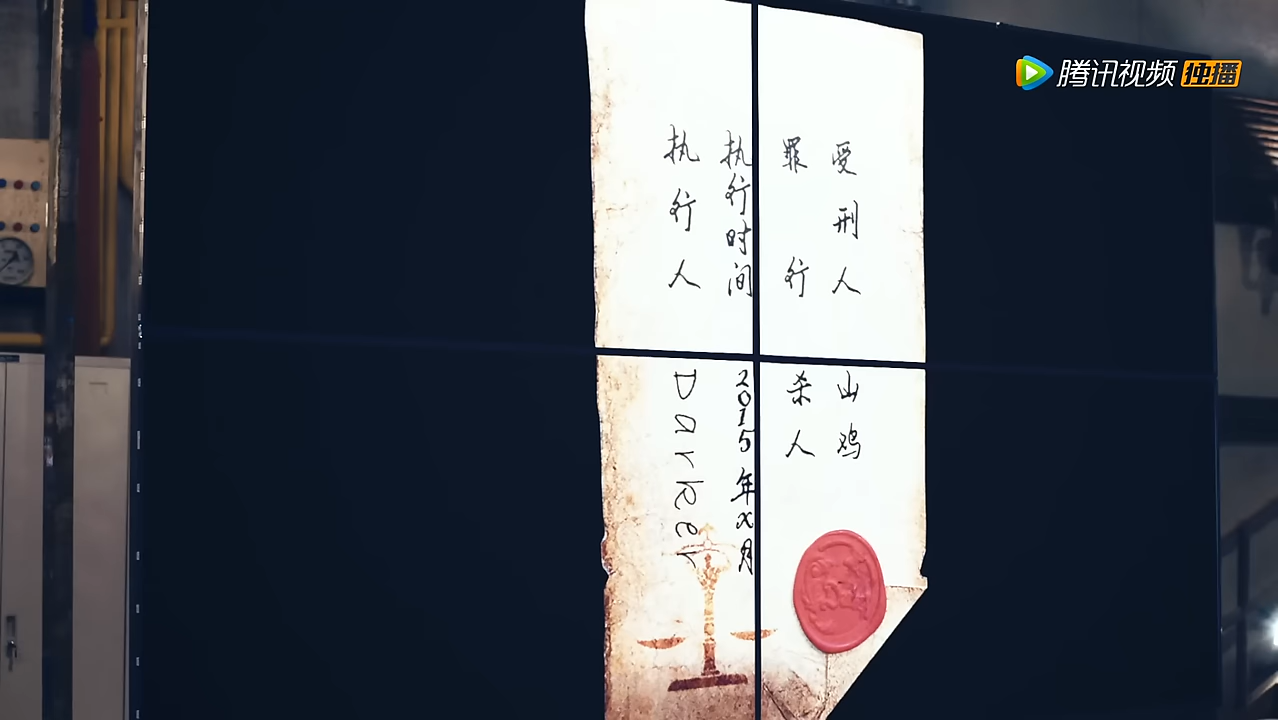 受刑人 山鸡
罪行 杀人
执行时间 2015年X月
执行人 Darker
腾讯视频 独播